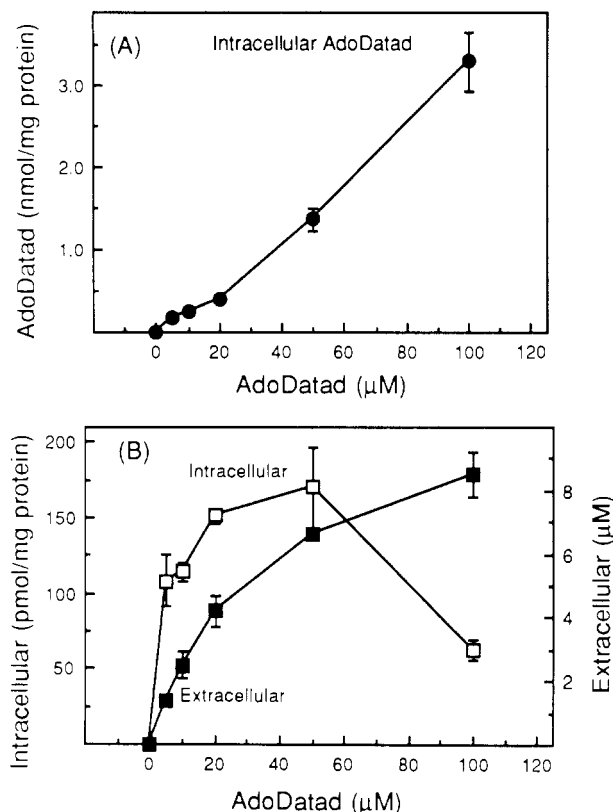 (A)
Intracellular AdoDatad
AdoDatad (nmol/mg protein)
3.0
2.0
1.0
0
0 20 40 60 80 100 120
AdoDatad (µM)
(B)
Intracellular
Extracellular
Intracellular (pmol/mg protein)
200
150
100
50
0
Extracellular (µM)
8
6
4
2
0 20 40 60 80 100 120
AdoDatad (µM)